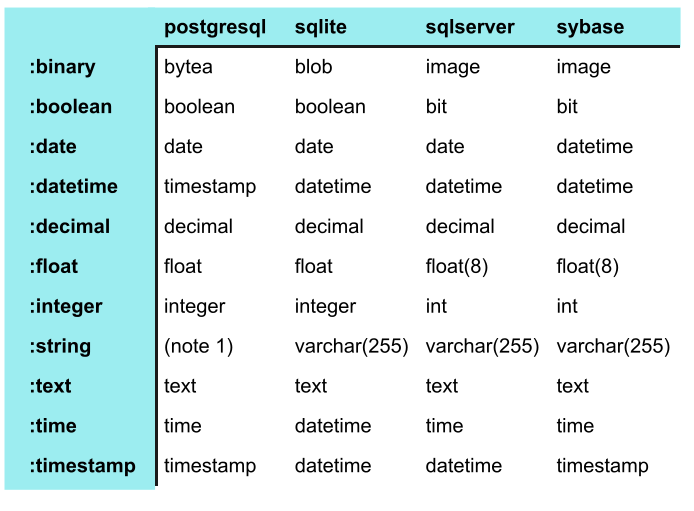 postgresql sqlite sqlserver sybase
:binary bytea blob image image
:boolean boolean boolean bit bit
:date date date date datetime
:datetime timestamp datetime datetime datetime
:decimal decimal decimal decimal decimal
:float float float float(8) float(8)
:integer integer integer int int
:string (note 1) varchar(255) varchar(255) varchar(255)
:text text text text text
:time time datetime time time
:timestamp timestamp datetime datetime timestamp